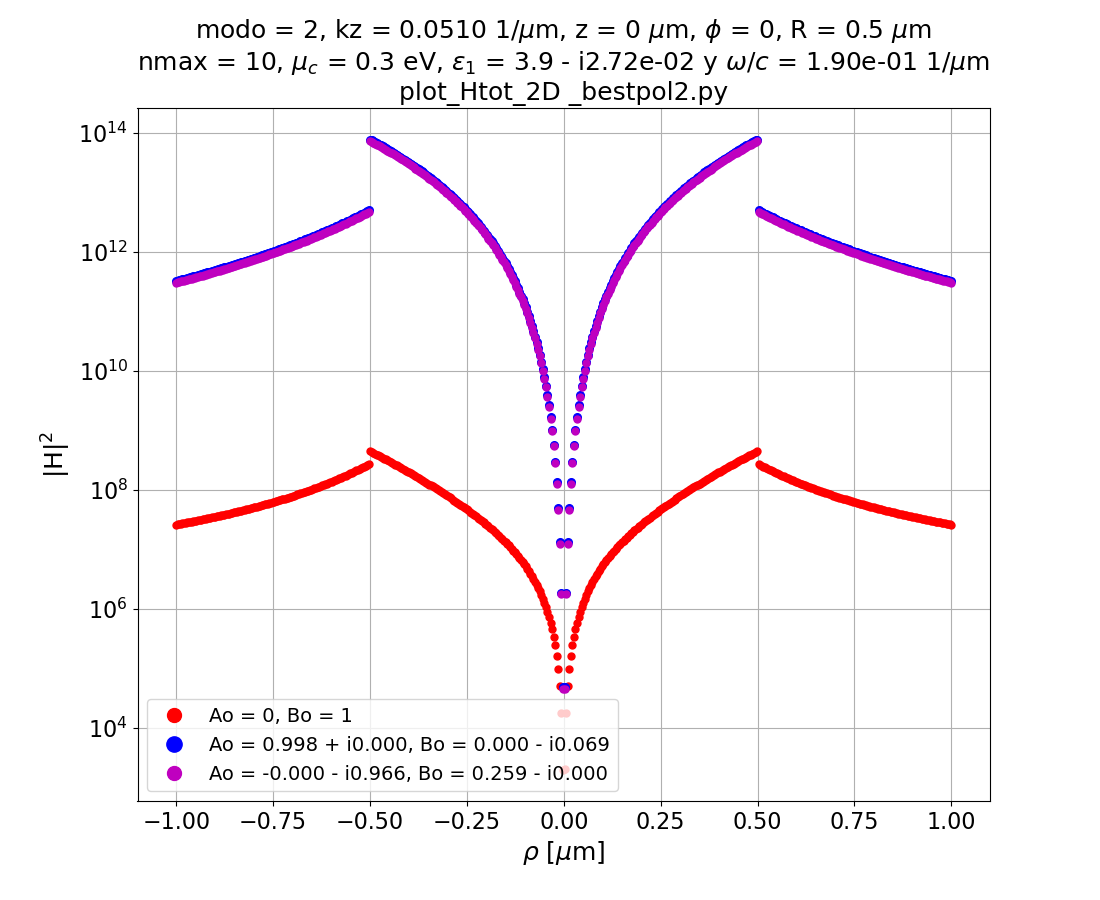 modo = 2, kz = 0.0510 1/μm, z = 0 μm, ϕ = 0, R = 0.5 μm
nmax = 10, μc = 0.3 eV, ε1 = 3.9 - i2.72e-02 y ω/c = 1.90e-01 1/μm
plot_Htot_2D _bestpol2.py
10^14
10^12
10^10
10^8
10^6
10^4
|H|^2
Ao = 0, Bo = 1
Ao = 0.998 + i0.000, Bo = 0.000 - i0.069
Ao = -0.000 - i0.966, Bo = 0.259 - i0.000
−1.00 −0.75 −0.50 −0.25 0.00 0.25 0.50 0.75 1.00
ρ [μm]